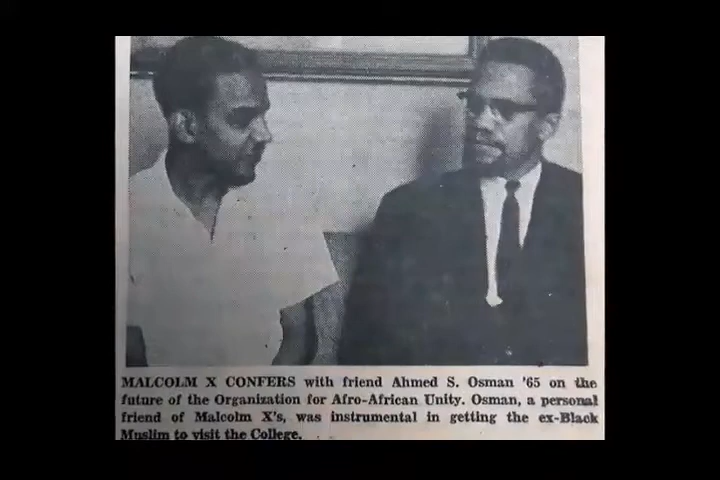 MALCOLM X CONFERS with friend Ahmed S. Osman '65 on the
future of the Organization for Afro-African Unity. Osman, a personal
friend of Malcolm X's, was instrumental in getting the ex-Black
Muslim to visit the College.